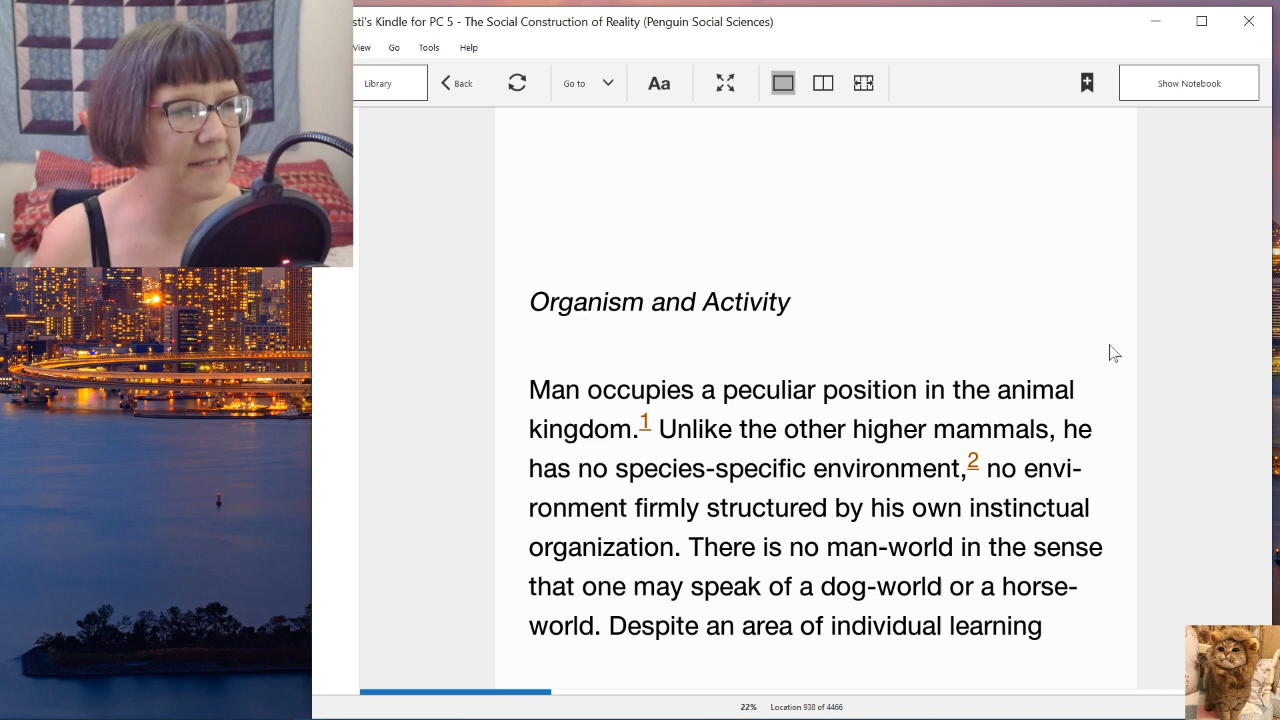 sti's Kindle for PC 5 - The Social Construction of Reality (Penguin Social Sciences)
View Go Tools Help
Library Back Go to Aa Show Notebook
Organism and Activity
Man occupies a peculiar position in the animal
kingdom.1 Unlike the other higher mammals, he
has no species-specific environment,2 no envi-
ronment firmly structured by his own instinctual
organization. There is no man-world in the sense
that one may speak of a dog-world or a horse-
world. Despite an area of individual learning
22% Location 938 of 4466